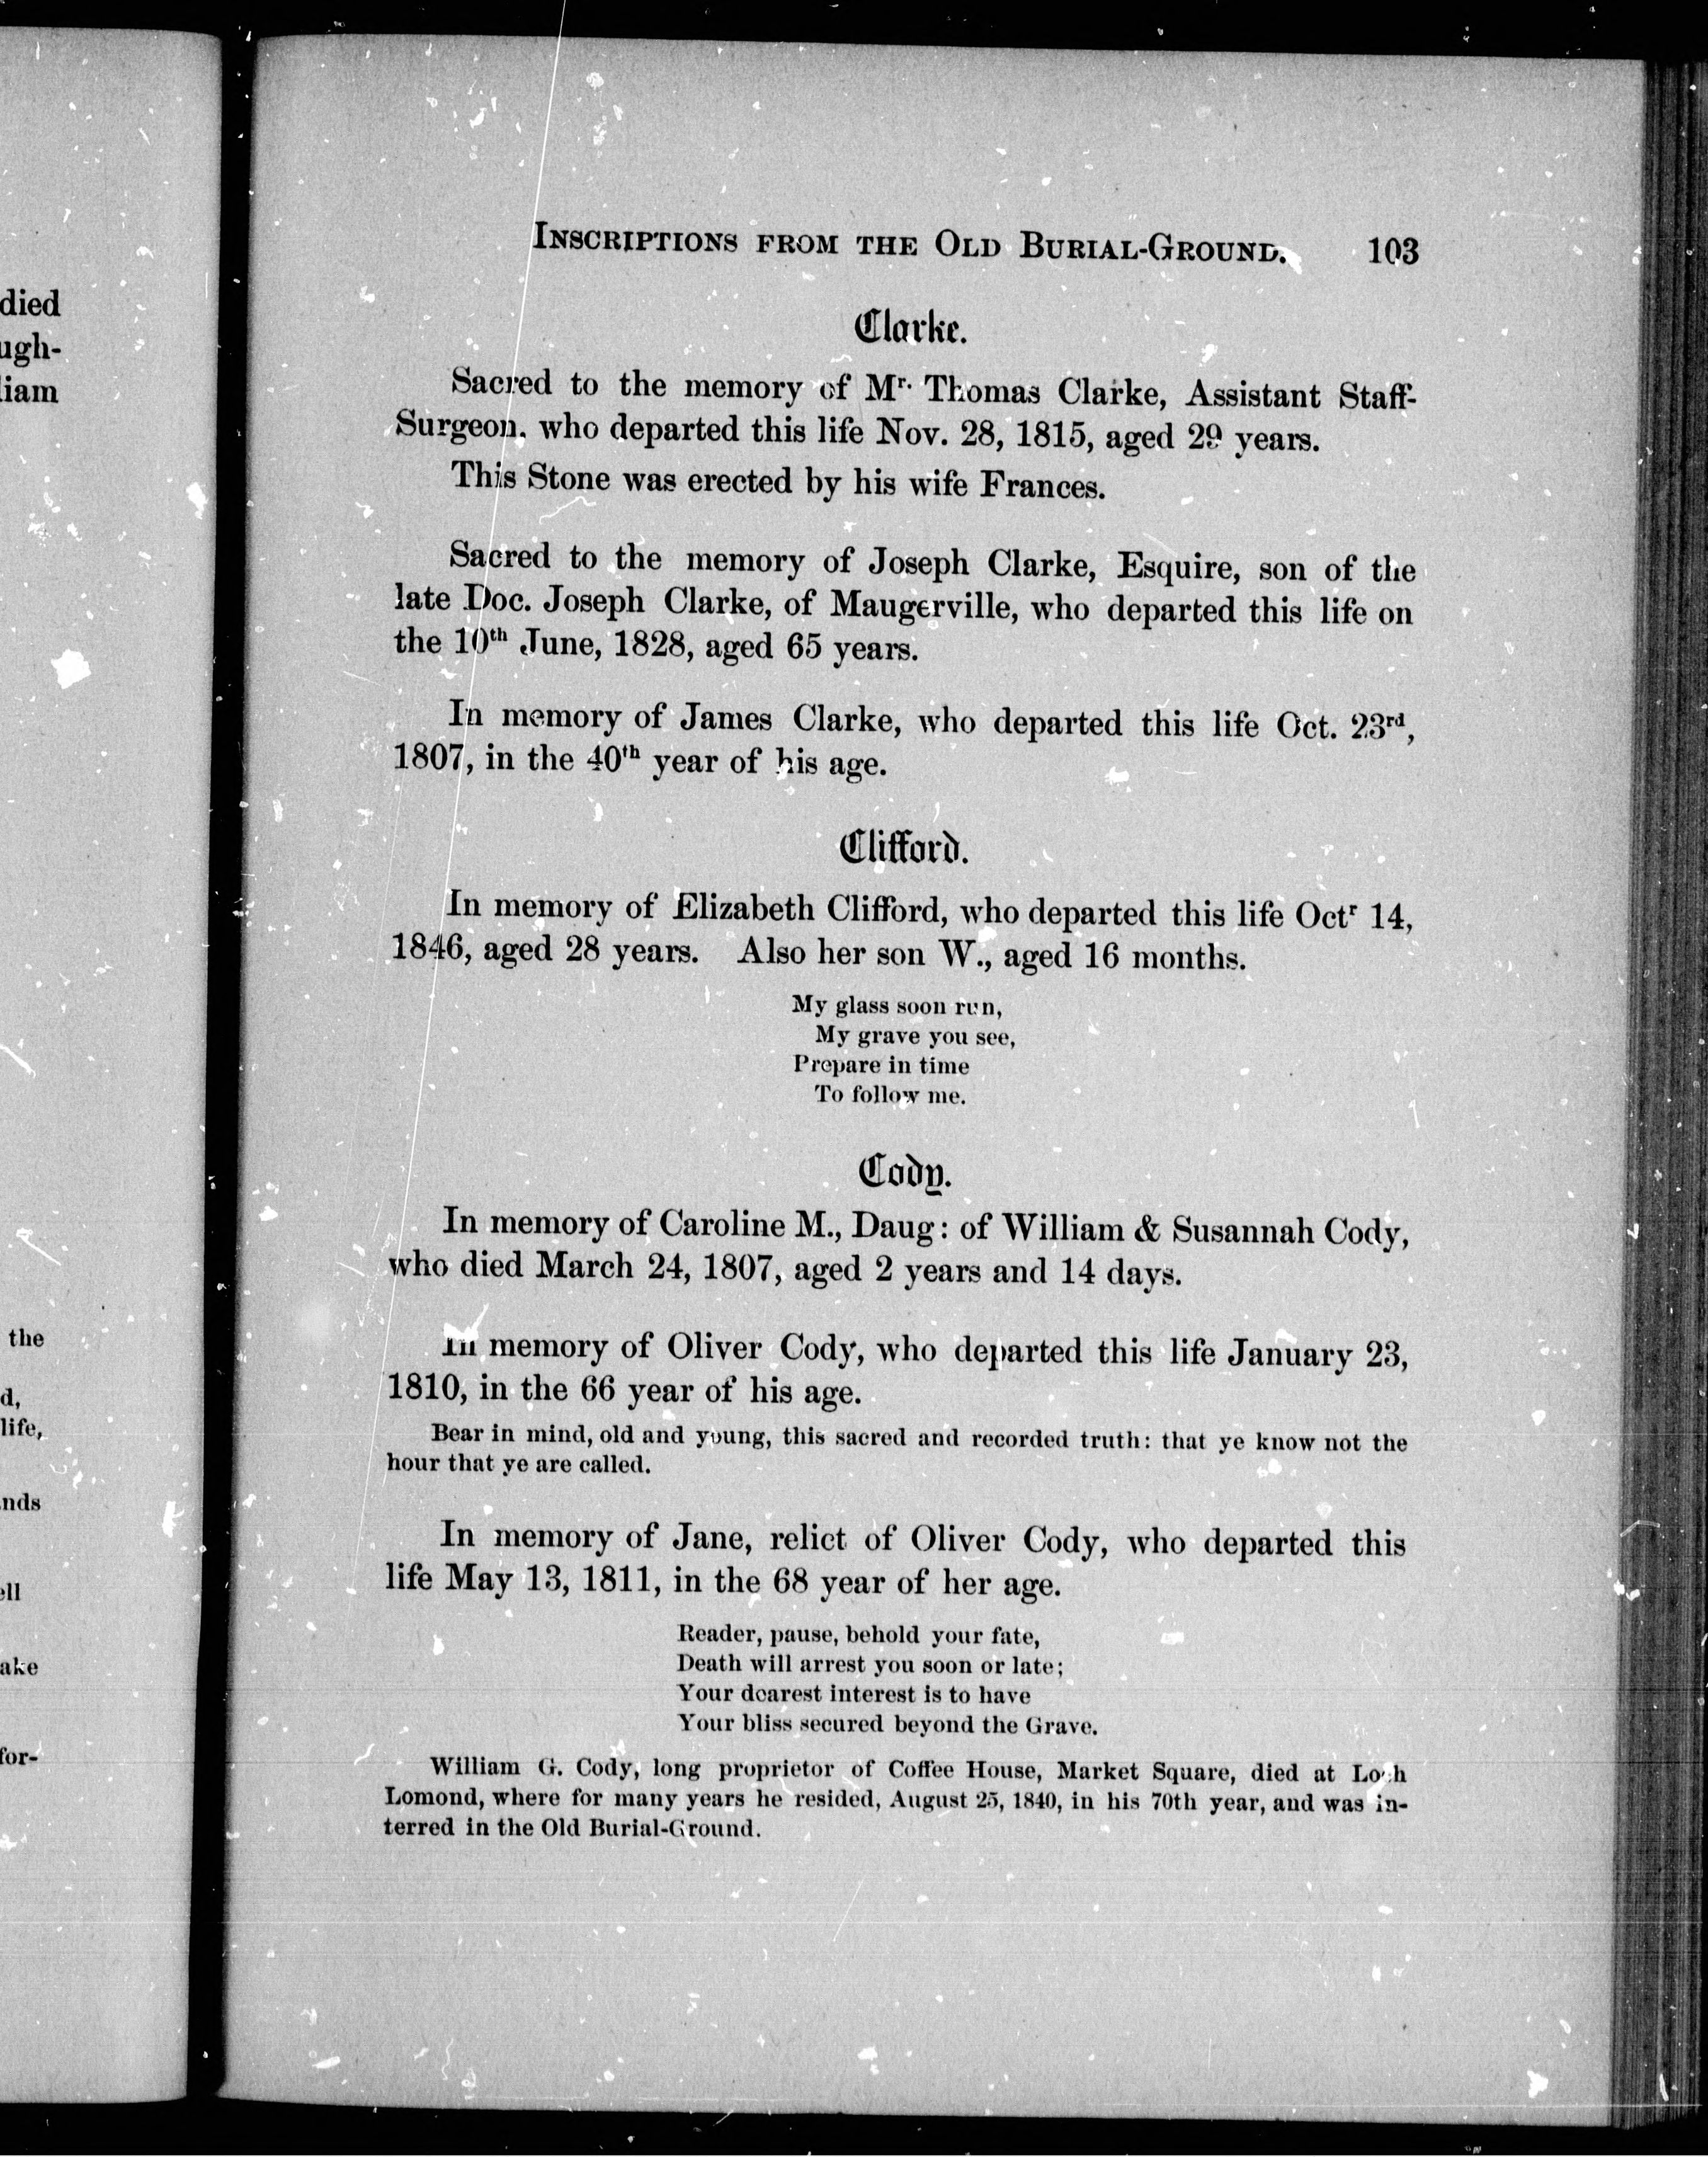 died
ugh-
liam
the
d,
life,
nds
ell
ake
for-
INSCRIPTIONS FROM THE OLD BURIAL-GROUND. 103
Clarke.
Sacred to the memory of Mr. Thomas Clarke, Assistant Staff-
Surgeon, who departed this life Nov. 28, 1815, aged 29 years.
This Stone was erected by his wife Frances.
Sacred to the memory of Joseph Clarke, Esquire, son of the
late Doc. Joseph Clarke, of Maugerville, who departed this life on
the 10th June, 1828, aged 65 years.
In memory of James Clarke, who departed this life Oct. 23rd,
1807, in the 40th year of his age.
Clifford.
In memory of Elizabeth Clifford, who departed this life Octr 14,
1846, aged 28 years. Also her son W., aged 16 months.
My glass soon run,
My grave you see,
Prepare in time
To follow me.
Cody.
In memory of Caroline M., Daug: of William & Susannah Cody,
who died March 24, 1807, aged 2 years and 14 days.
In memory of Oliver Cody, who departed this life January 23,
1810, in the 66 year of his age.
Bear in mind, old and young, this sacred and recorded truth: that ye know not the
hour that ye are called.
In memory of Jane, relict of Oliver Cody, who departed this
life May 13, 1811, in the 68 year of her age.
Reader, pause, behold your fate,
Death will arrest you soon or late;
Your dearest interest is to have
Your bliss secured beyond the Grave.
William G. Cody, long proprietor of Coffee House, Market Square, died at Loch
Lomond, where for many years he resided, August 25, 1840, in his 70th year, and was in-
terred in the Old Burial-Ground.